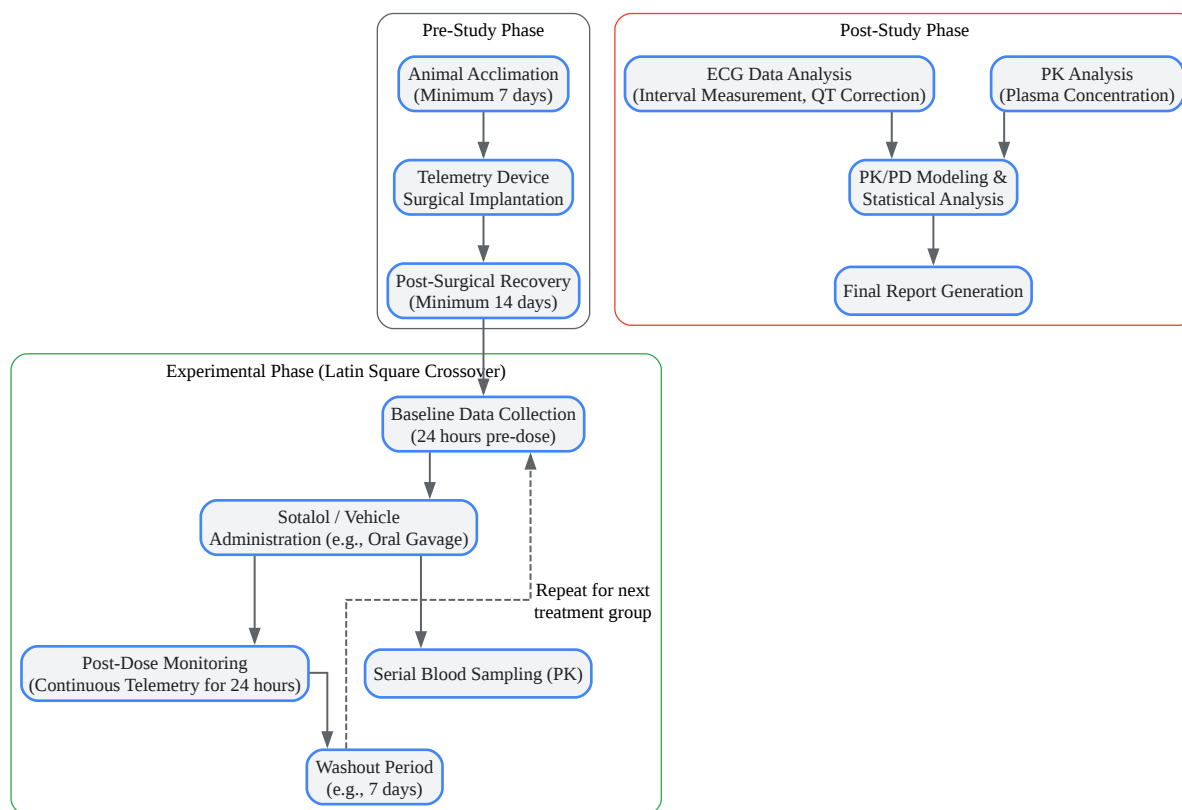 Pre-Study Phase
Animal Acclimation
(Minimum 7 days)
Telemetry Device
Surgical Implantation
Post-Surgical Recovery
(Minimum 14 days)
Post-Study Phase
ECG Data Analysis
(Interval Measurement, QT Correction)
PK Analysis
(Plasma Concentration)
PK/PD Modeling &
Statistical Analysis
Final Report Generation
Experimental Phase (Latin Square Crossover)
Baseline Data Collection
(24 hours pre-dose)
Sotalol / Vehicle
Administration (e.g., Oral Gavage)
Repeat for next
treatment group
Post-Dose Monitoring
(Continuous Telemetry for 24 hours)
Serial Blood Sampling (PK)
Washout Period
(e.g., 7 days)